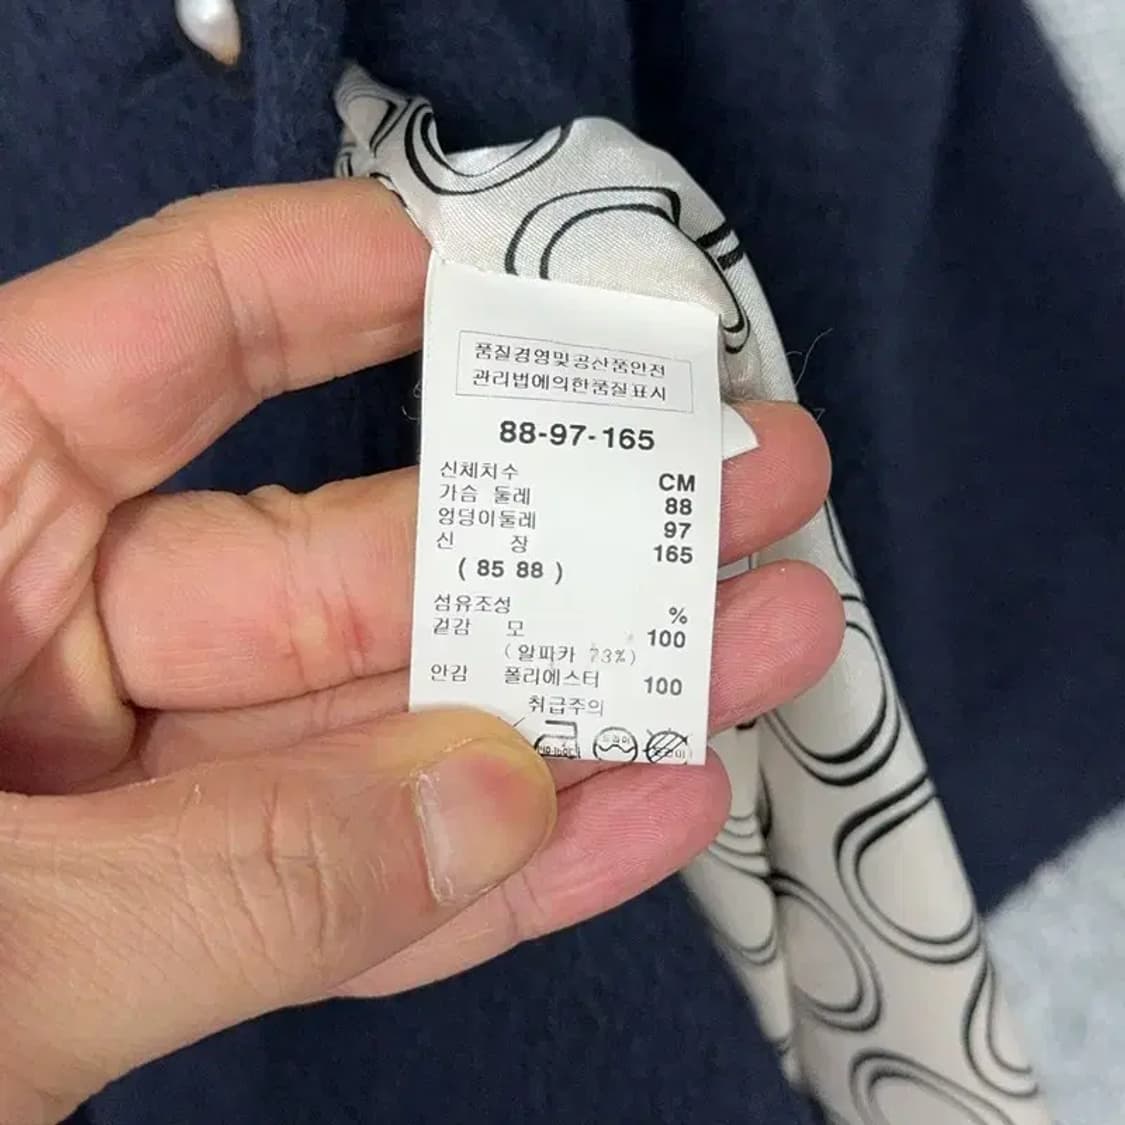 품질경영및공산품안전
관리법에의한품질표시
88-97-165
신체치수 CM
가슴 둘레 88
엉덩이둘레 97
신 장 165
( 85 88 )
섬유조성 %
겉감 모 100
(알파카 73%)
안감 폴리에스터 100
취급주의
드라이